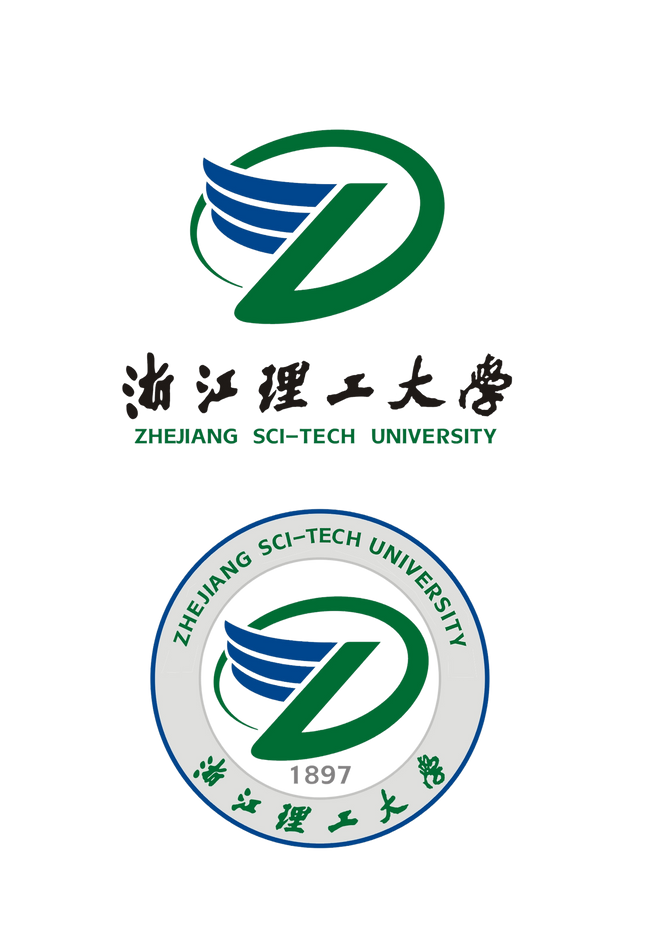 浙江理工大學
ZHEJIANG SCI-TECH UNIVERSITY
ZHEJIANG SCI-TECH UNIVERSITY
1897
浙江理工大學